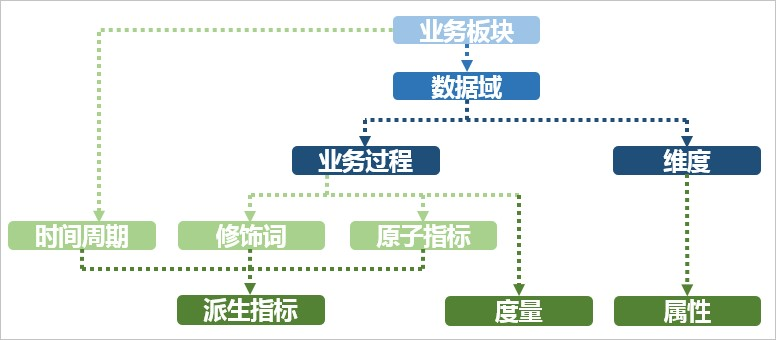 业务板块
数据域
业务过程
维度
时间周期
修饰词
原子指标
派生指标
度量
属性